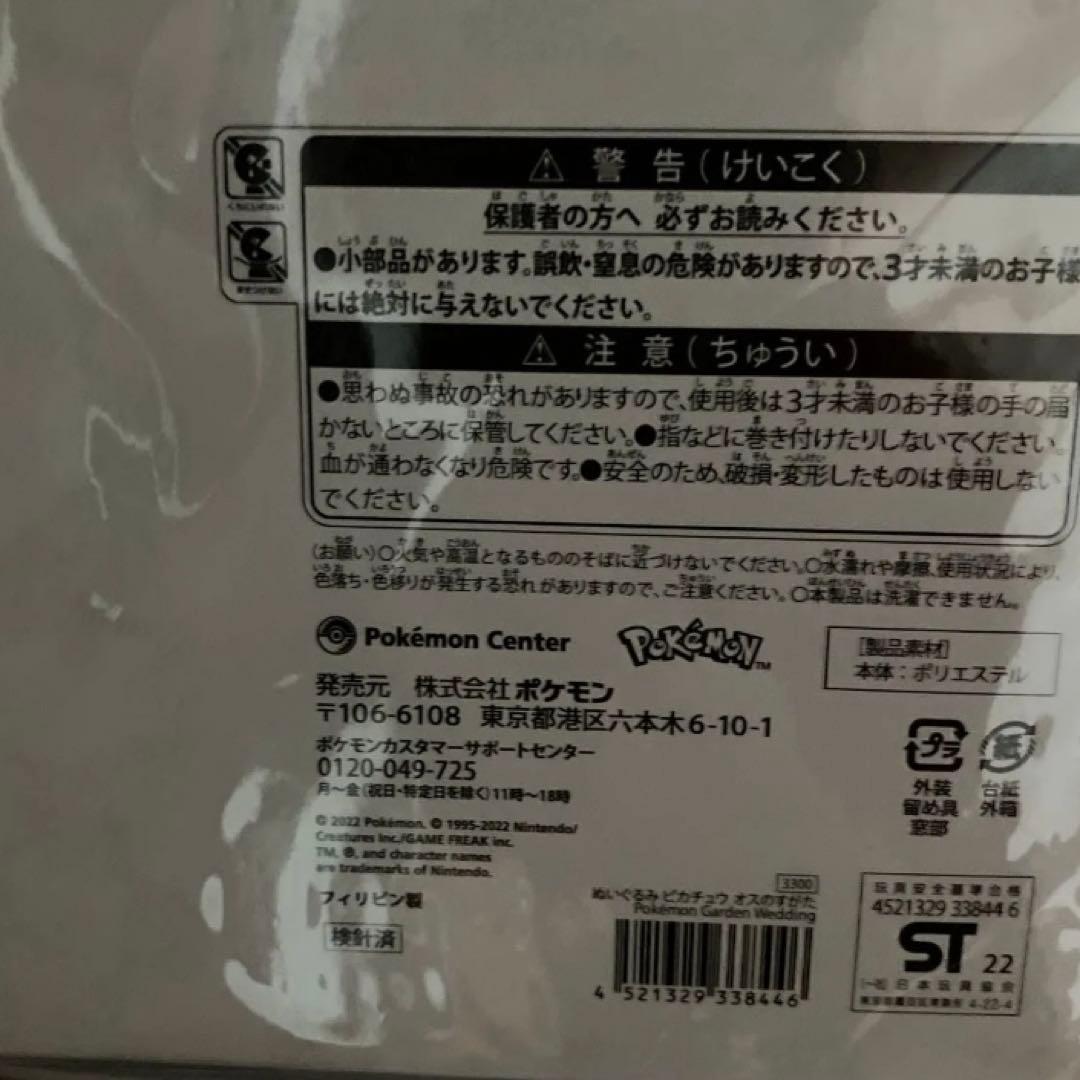 ⚠ 警告(けいこく)
保護者の方へ 必ずお読みください。
●小部品があります。誤飲・窒息の危険がありますので、3才未満のお子様
には絶対に与えないでください。
⚠ 注意(ちゅうい)
●思わぬ事故の恐れがありますので、使用後は3才未満のお子様の手の届
かないところに保管してください。●指などに巻き付けたりしないでください。
血が通わなくなり危険です。●安全のため、破損・変形したものは使用しない
でください。
(お願い)○火気や高温となるもののそばに近づけないでください。○水濡れや摩擦、使用状況により、
色落ち・色移りが発生する恐れがありますので、ご注意ください。○本製品は洗濯できません。
Pokémon Center
POKÉMON™
[製品素材]
本体:ポリエステル
発売元 株式会社ポケモン
〒106-6108 東京都港区六本木6-10-1
ポケモンカスタマーサポートセンター
0120-049-725
月〜金(祝日・特定日を除く)11時〜18時
プラ
外装
留め具
窓部
紙
台紙
外箱
© 2022 Pokémon. © 1995-2022 Nintendo/
Creatures Inc./GAME FREAK inc.
TM, ®, and character names
are trademarks of Nintendo.
フィリピン製
検針済
3300
ぬいぐるみ ピカチュウ オスのすがた
Pokémon Garden Wedding
4 521329 338446
玩具安全基準合格
4521329 33844 6
ST 22
(一社)日本玩具協会
4-22-4